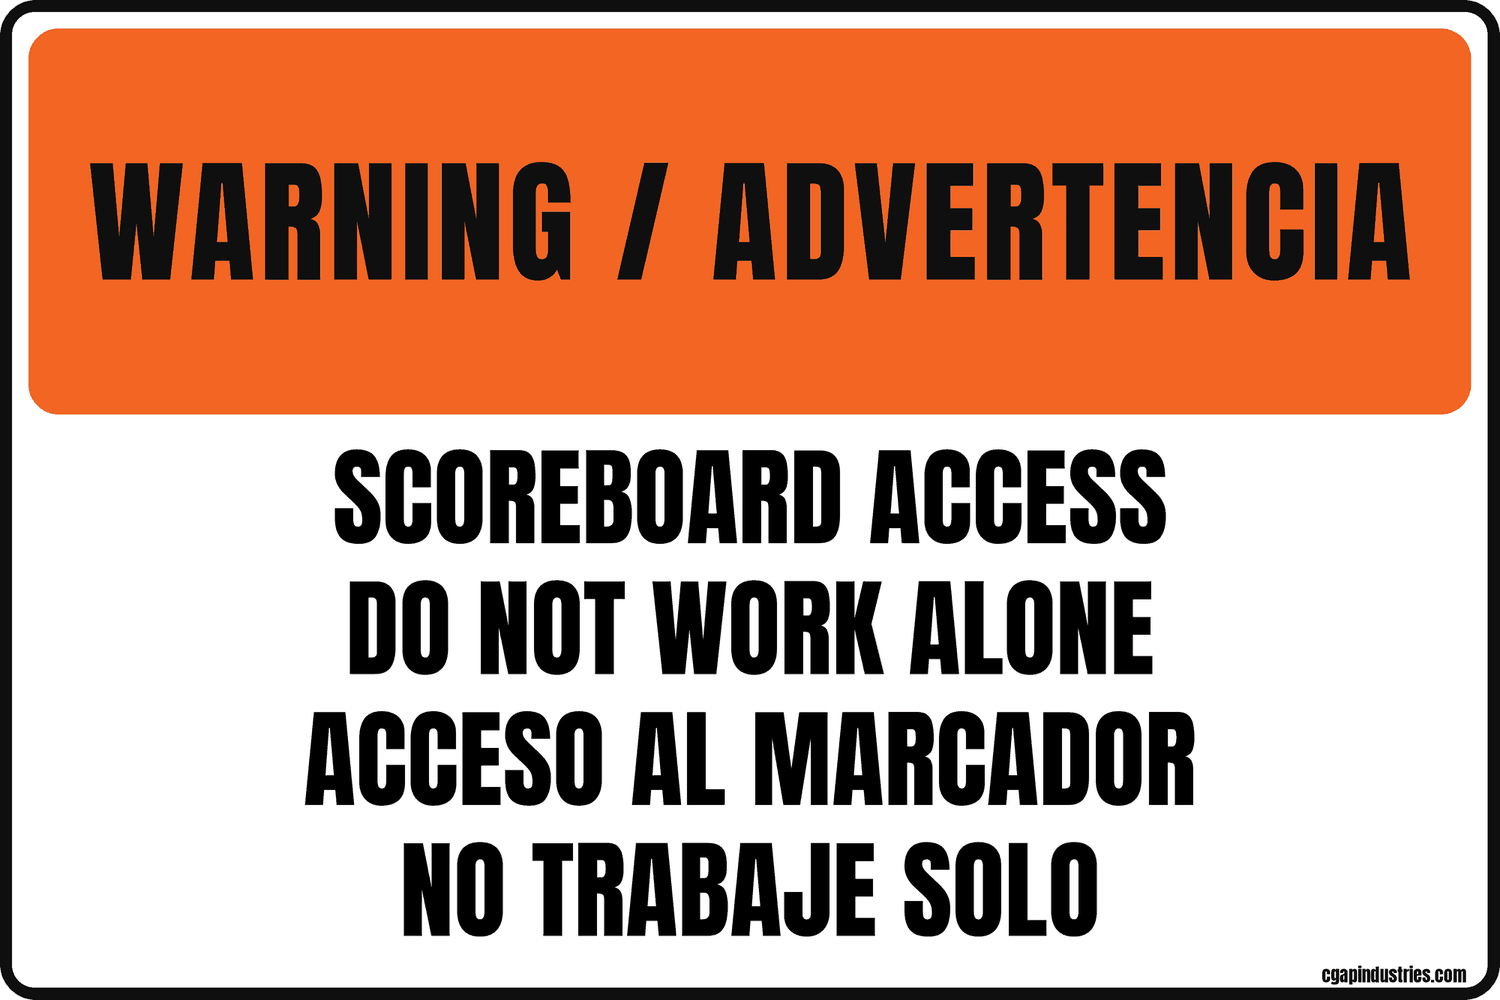 WARNING / ADVERTENCIA
SCOREBOARD ACCESS
DO NOT WORK ALONE
ACCESO AL MARCADOR
NO TRABAJE SOLO
cgapindustries.com